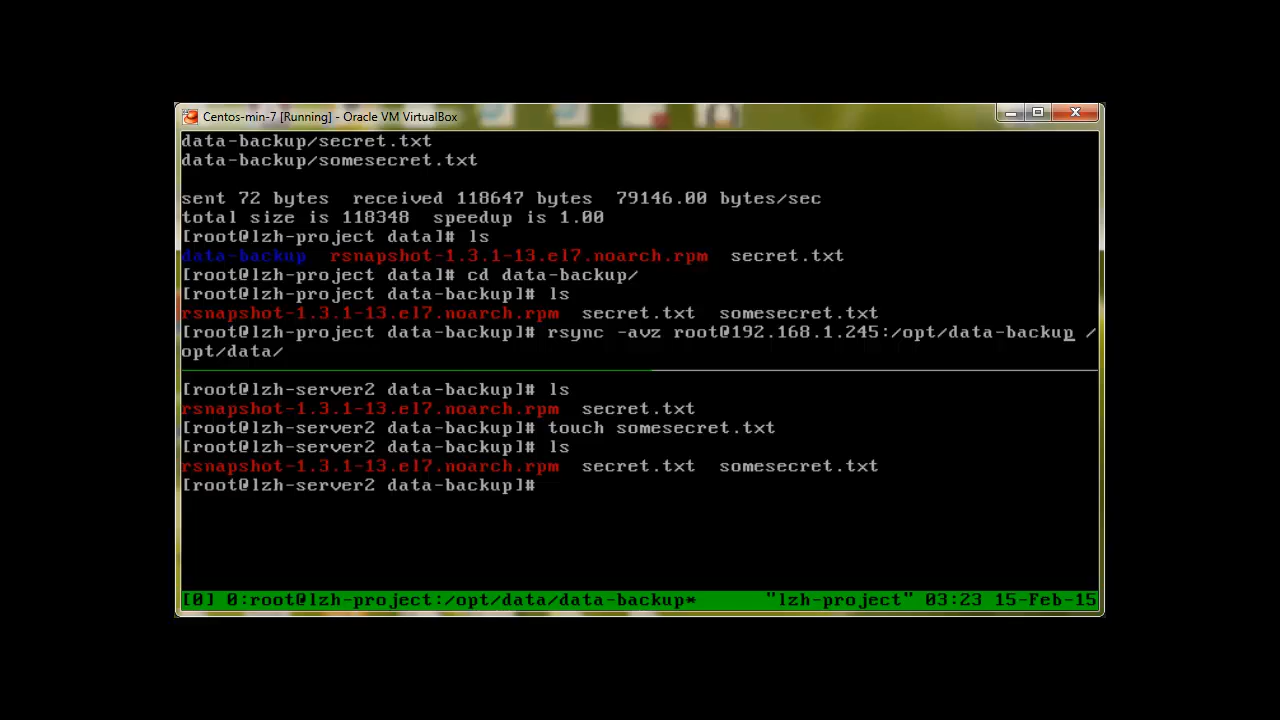 Centos-min-7 [Running] - Oracle VM VirtualBox
data-backup/secret.txt
data-backup/somesecret.txt
sent 72 bytes  received 118647 bytes  79146.00 bytes/sec
total size is 118348  speedup is 1.00
[root@lzh-project data]# ls
data-backup  rsnapshot-1.3.1-13.el7.noarch.rpm  secret.txt
[root@lzh-project data]# cd data-backup/
[root@lzh-project data-backup]# ls
rsnapshot-1.3.1-13.el7.noarch.rpm  secret.txt  somesecret.txt
[root@lzh-project data-backup]# rsync -avz root@192.168.1.245:/opt/data-backup /
opt/data/
[root@lzh-server2 data-backup]# ls
rsnapshot-1.3.1-13.el7.noarch.rpm  secret.txt
[root@lzh-server2 data-backup]# touch somesecret.txt
[root@lzh-server2 data-backup]# ls
rsnapshot-1.3.1-13.el7.noarch.rpm  secret.txt  somesecret.txt
[root@lzh-server2 data-backup]#
[0] 0:root@lzh-project:/opt/data/data-backup*  "lzh-project" 03:23 15-Feb-15